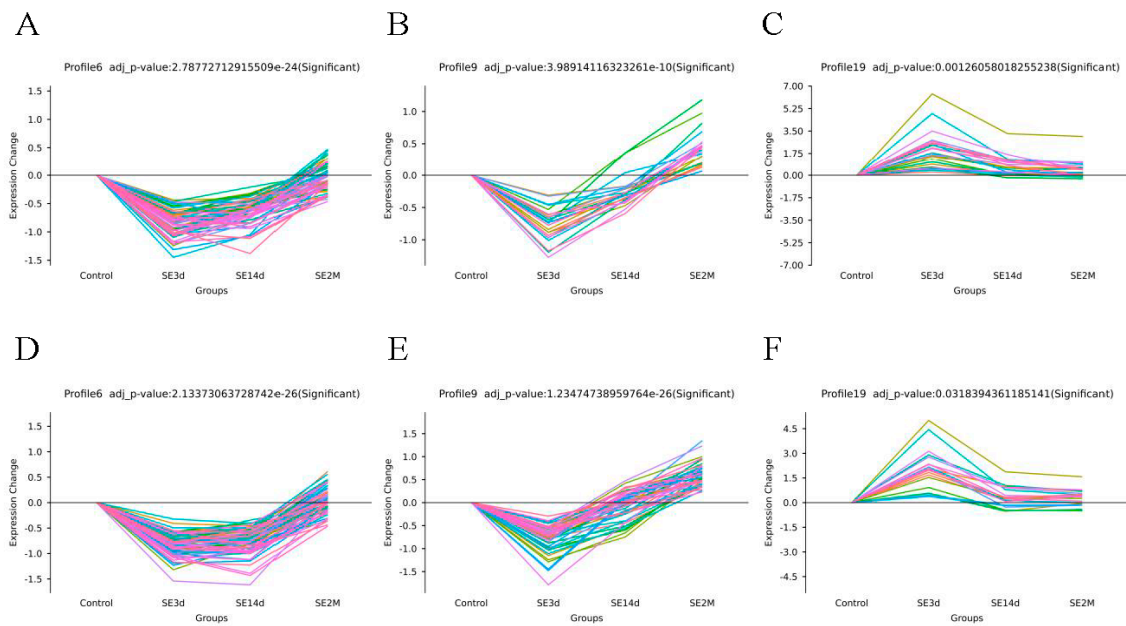 A
Profile6 adj_p-value:2.78772712915509e-24(Significant)
1.5
1.0
0.5
0.0
-0.5
-1.0
-1.5
Expression Change
Control
SE3d
SE14d
SE2M
Groups
B
Profile9 adj_p-value:3.98914116323261e-10(Significant)
1.0
0.5
0.0
-0.5
-1.0
Expression Change
Control
SE3d
SE14d
SE2M
Groups
C
Profile19 adj_p-value:0.00126058018255238(Significant)
7.00
5.25
3.50
1.75
0.00
-1.75
-3.50
-5.25
-7.00
Expression Change
Control
SE3d
SE14d
SE2M
Groups
D
Profile6 adj_p-value:2.13373063728742e-26(Significant)
1.5
1.0
0.5
0.0
-0.5
-1.0
-1.5
Expression Change
Control
SE3d
SE14d
SE2M
Groups
E
Profile9 adj_p-value:1.23474738959764e-26(Significant)
1.5
1.0
0.5
0.0
-0.5
-1.0
-1.5
Expression Change
Control
SE3d
SE14d
SE2M
Groups
F
Profile19 adj_p-value:0.0318394361185141(Significant)
4.5
3.0
1.5
0.0
-1.5
-3.0
-4.5
Expression Change
Control
SE3d
SE14d
SE2M
Groups